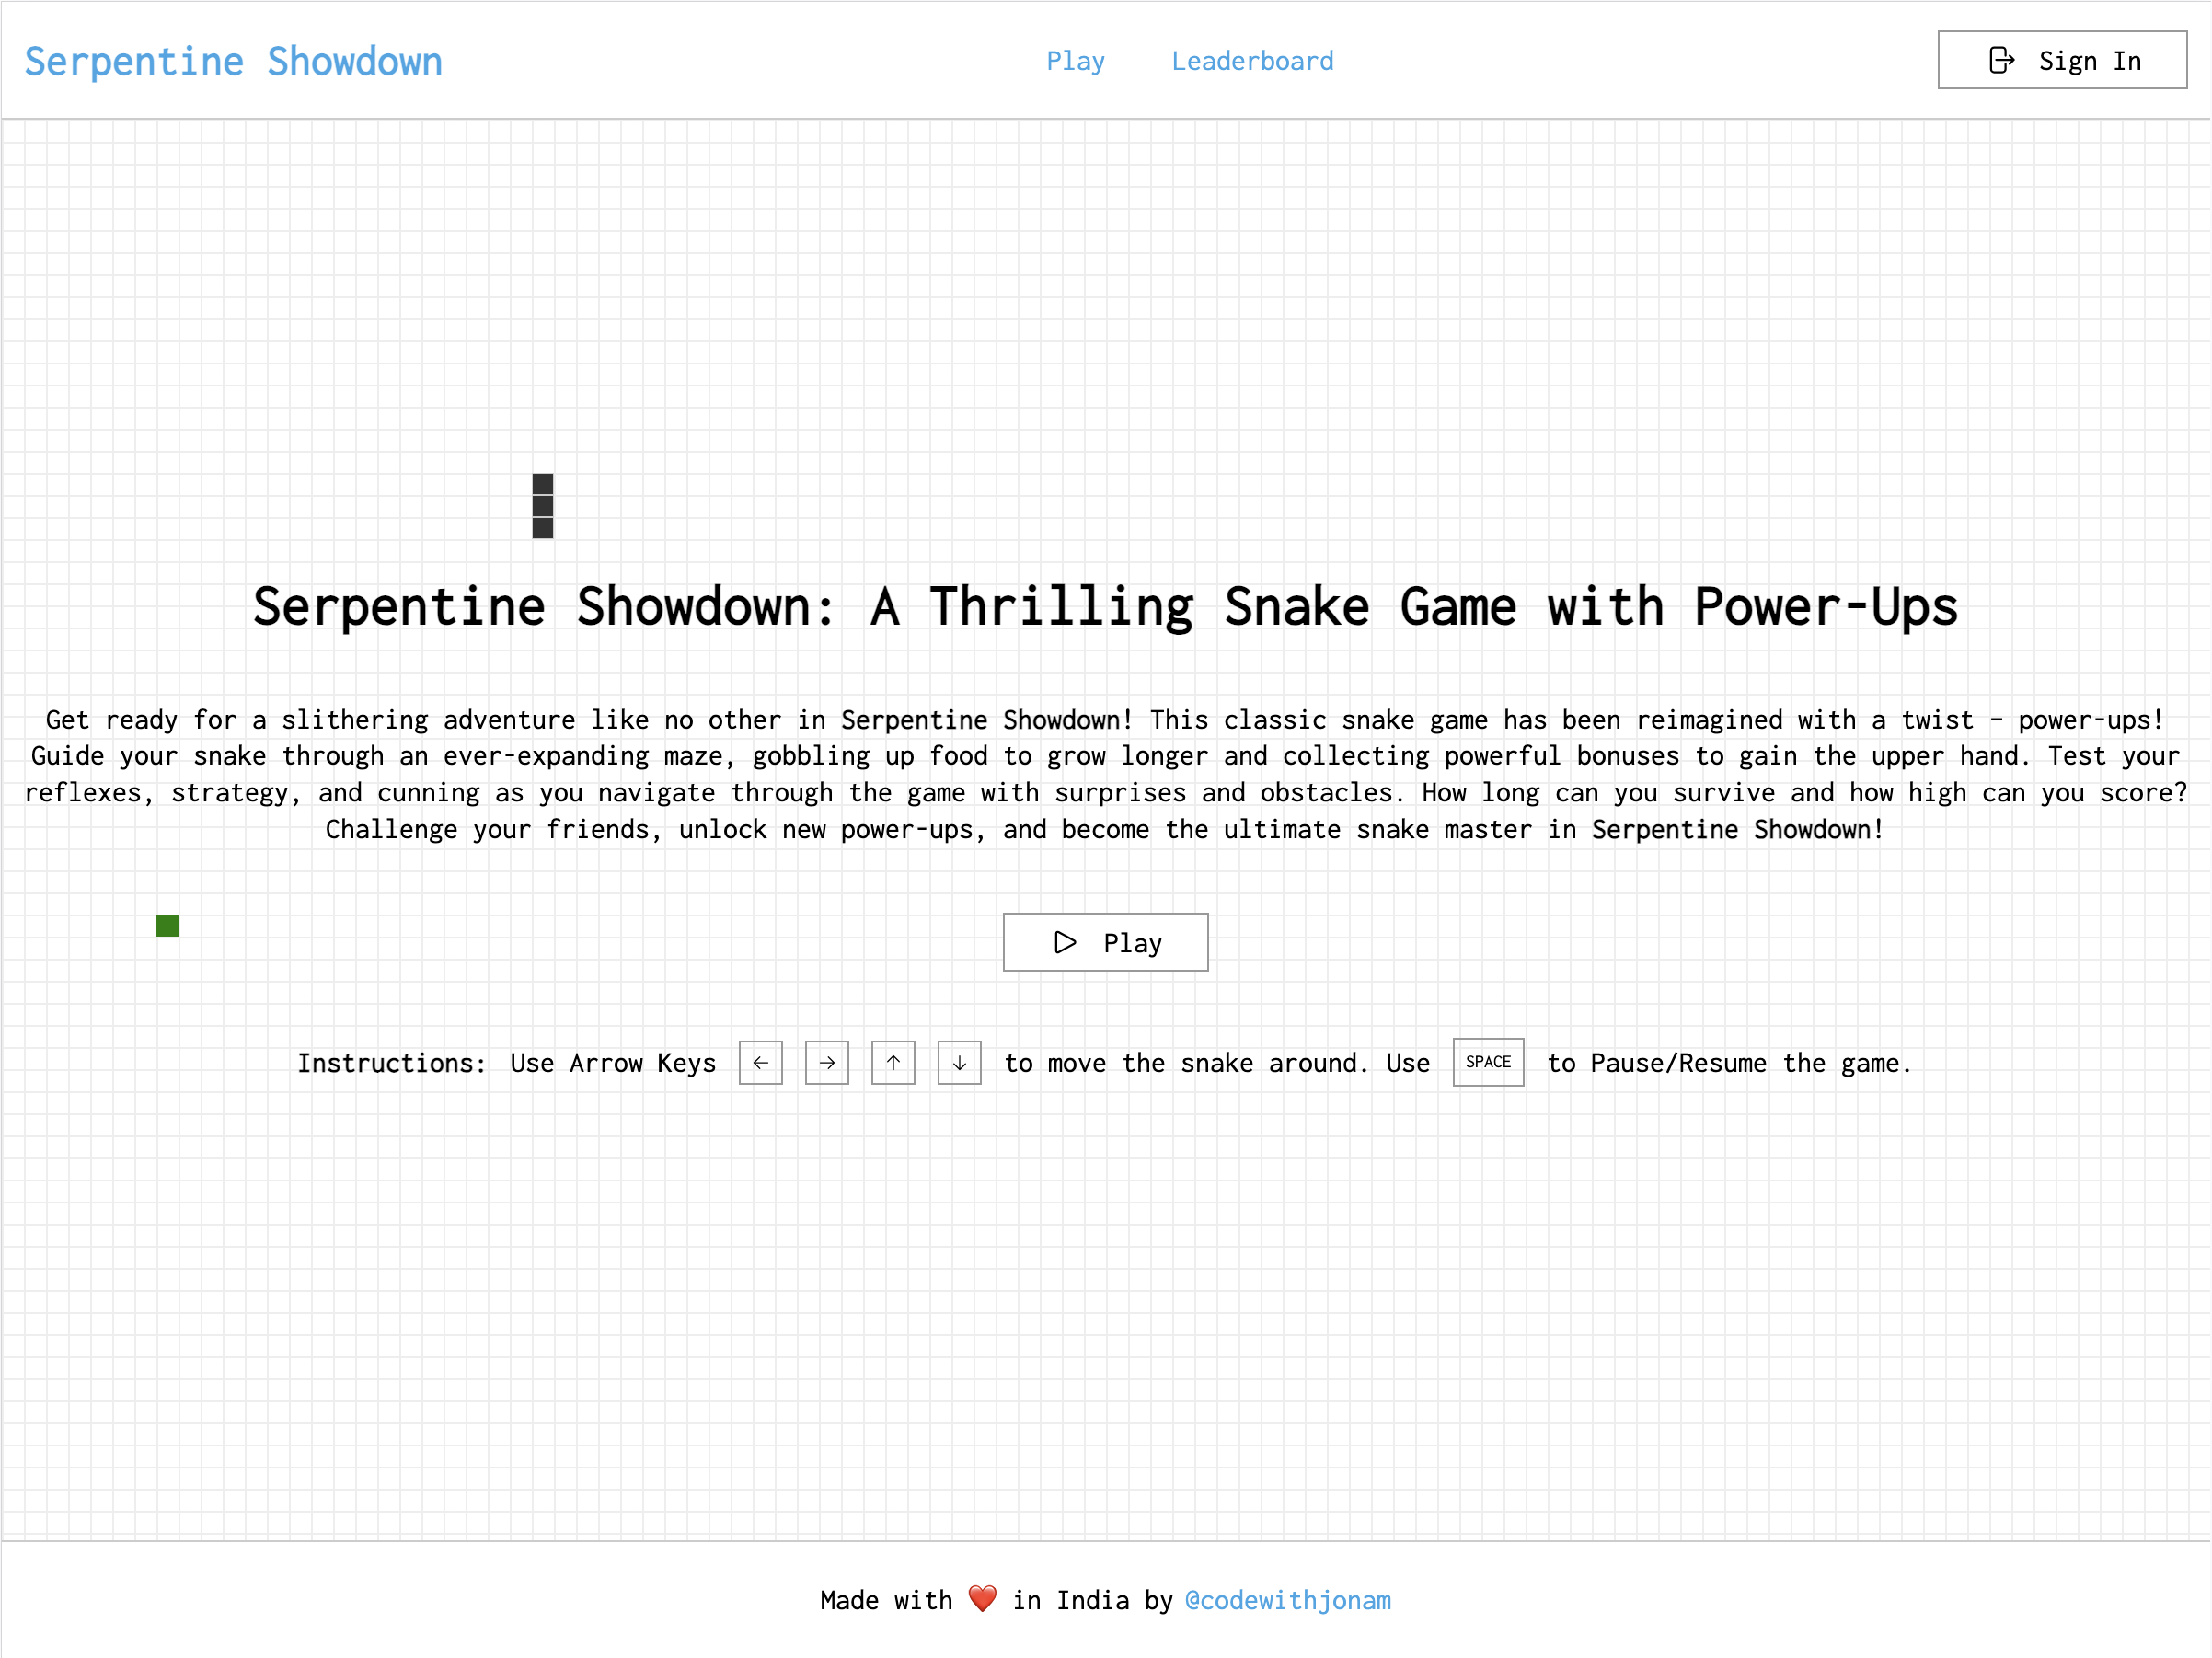 Serpentine Showdown
Play
Leaderboard
Sign In
Serpentine Showdown: A Thrilling Snake Game with Power-Ups
Get ready for a slithering adventure like no other in Serpentine Showdown! This classic snake game has been reimagined with a twist – power-ups!
Guide your snake through an ever-expanding maze, gobbling up food to grow longer and collecting powerful bonuses to gain the upper hand. Test your
reflexes, strategy, and cunning as you navigate through the game with surprises and obstacles. How long can you survive and how high can you score?
Challenge your friends, unlock new power-ups, and become the ultimate snake master in Serpentine Showdown!
Play
Instructions: Use Arrow Keys ← → ↑ ↓ to move the snake around. Use SPACE to Pause/Resume the game.
Made with ❤️ in India by @codewithjonam